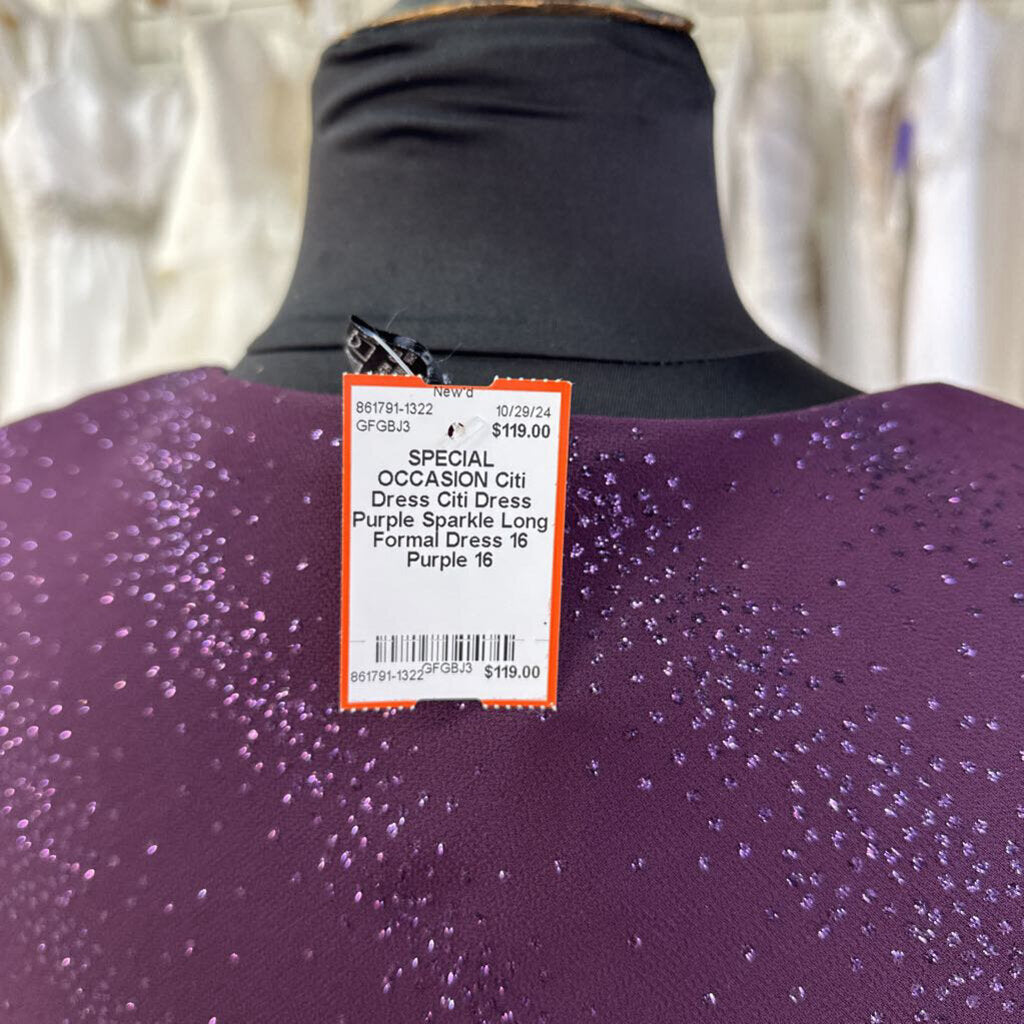 New'd
861791-1322 10/29/24
GFGBJ3 $119.00
SPECIAL
OCCASION Citi
Dress Citi Dress
Purple Sparkle Long
Formal Dress 16
Purple 16
861791-1322 GFGBJ3 $119.00